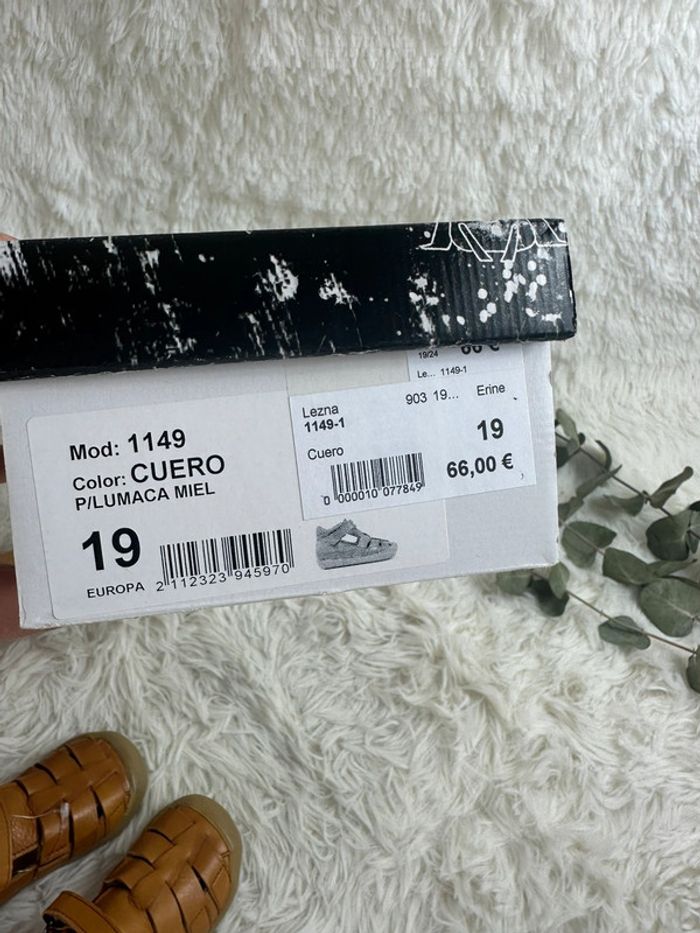 19/24 66 €
Le... 1149-1
Lezna 903 19... Erine
1149-1
19
Cuero
66,00 €
0 000010 077849
Mod: 1149
Color: CUERO
P/LUMACA MIEL
19
EUROPA
2 112323 945970